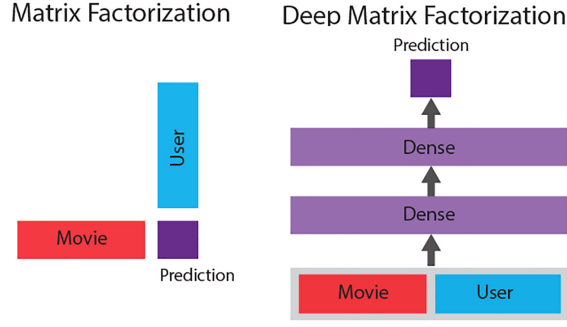 Matrix Factorization
User
Movie
Prediction
Deep Matrix Factorization
Prediction
Dense
Dense
Movie
User